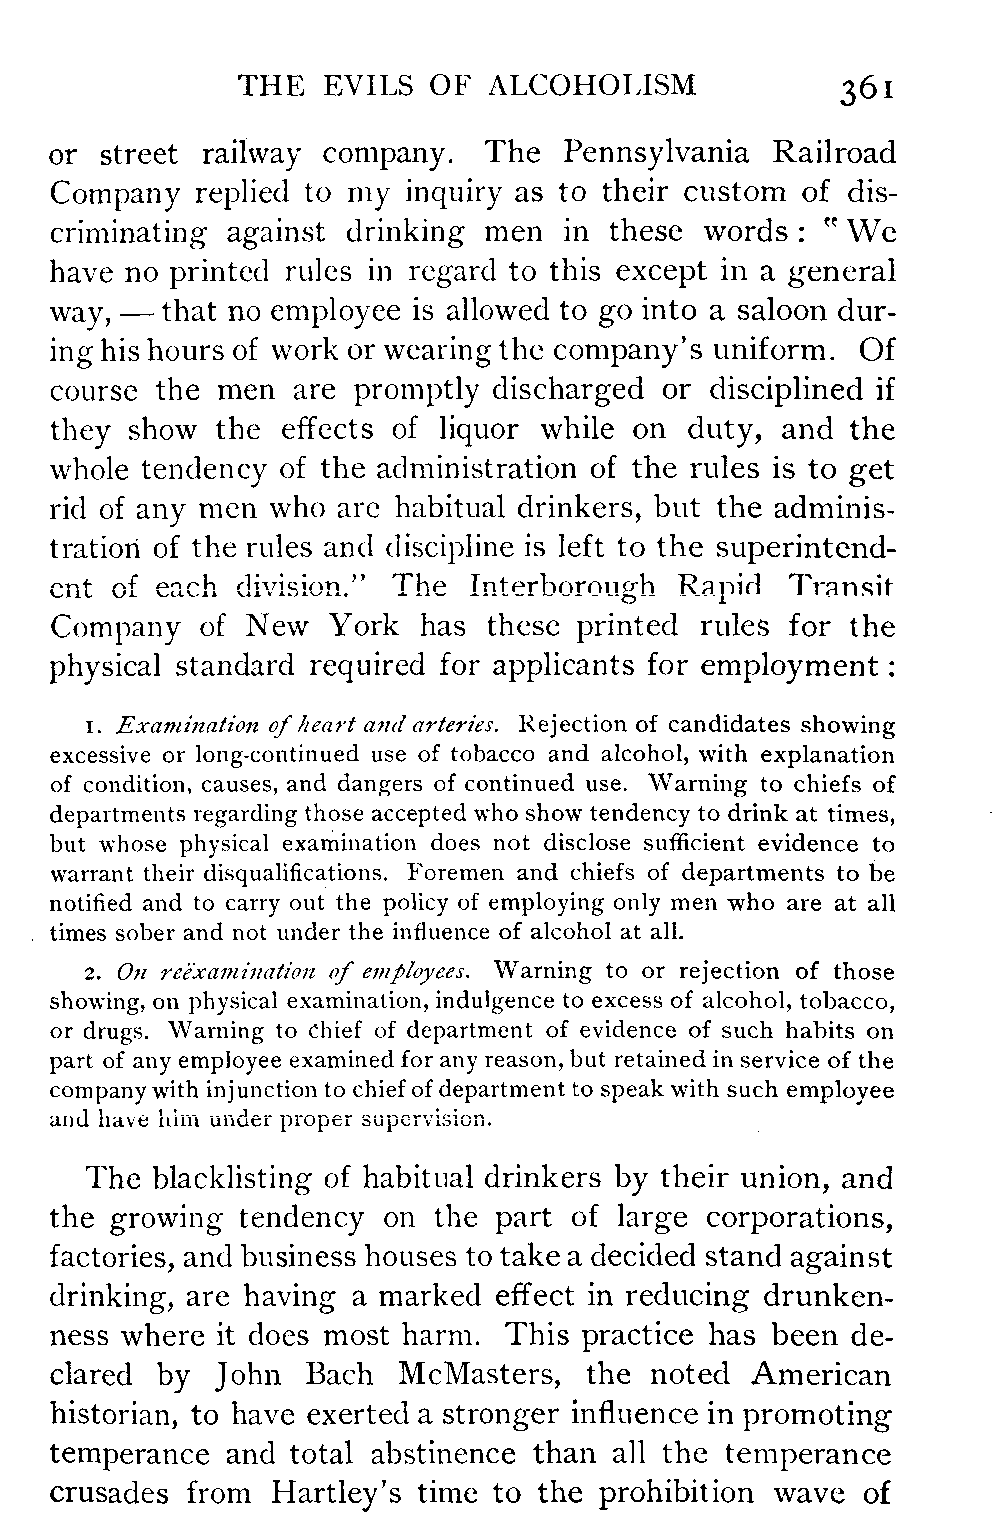 THE EVILS OF ALCOHOLISM 361
or street railway company. The Pennsylvania Railroad
Company replied to my inquiry as to their custom of dis-
criminating against drinking men in these words: "We
have no printed rules in regard to this except in a general
way, — that no employee is allowed to go into a saloon dur-
ing his hours of work or wearing the company's uniform. Of
course the men are promptly discharged or disciplined if
they show the effects of liquor while on duty, and the
whole tendency of the administration of the rules is to get
rid of any men who are habitual drinkers, but the adminis-
tration of the rules and discipline is left to the superintend-
ent of each division." The Interborough Rapid Transit
Company of New York has these printed rules for the
physical standard required for applicants for employment:
1. Examination of heart and arteries. Rejection of candidates showing
excessive or long-continued use of tobacco and alcohol, with explanation
of condition, causes, and dangers of continued use. Warning to chiefs of
departments regarding those accepted who show tendency to drink at times,
but whose physical examination does not disclose sufficient evidence to
warrant their disqualifications. Foremen and chiefs of departments to be
notified and to carry out the policy of employing only men who are at all
times sober and not under the influence of alcohol at all.
2. On reëxamination of employees. Warning to or rejection of those
showing, on physical examination, indulgence to excess of alcohol, tobacco,
or drugs. Warning to chief of department of evidence of such habits on
part of any employee examined for any reason, but retained in service of the
company with injunction to chief of department to speak with such employee
and have him under proper supervision.
The blacklisting of habitual drinkers by their union, and
the growing tendency on the part of large corporations,
factories, and business houses to take a decided stand against
drinking, are having a marked effect in reducing drunken-
ness where it does most harm. This practice has been de-
clared by John Bach McMasters, the noted American
historian, to have exerted a stronger influence in promoting
temperance and total abstinence than all the temperance
crusades from Hartley's time to the prohibition wave of